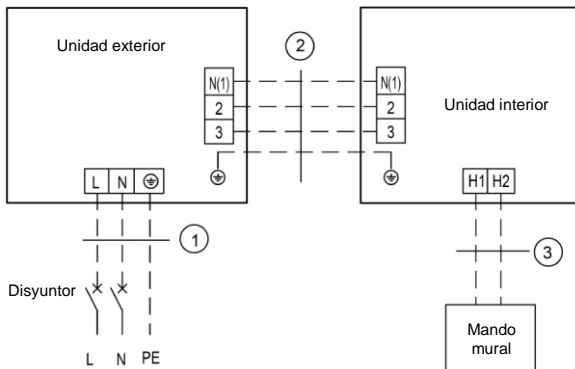 Unidad exterior
2
N(1)
N(1)
2
2
Unidad interior
3
3
L N
H1 H2
1
3
Disyuntor
Mando
mural
L N PE